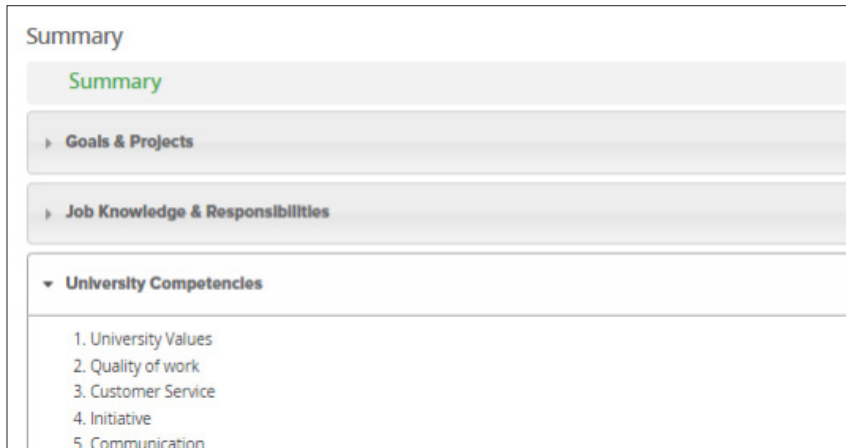 Summary
Summary
Goals & Projects
Job Knowledge & Responsibilities
University Competencies
1. University Values
2. Quality of work
3. Customer Service
4. Initiative
5. Communication